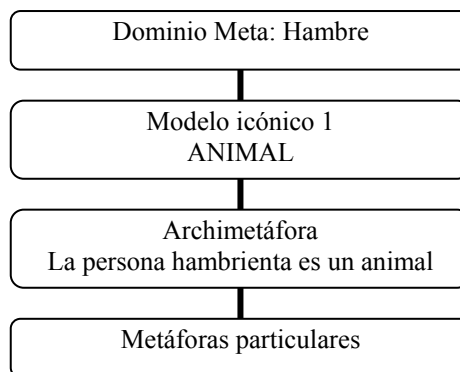 Dominio Meta: Hambre
Modelo icónico 1
ANIMAL
Archimetáfora
La persona hambrienta es un animal
Metáforas particulares